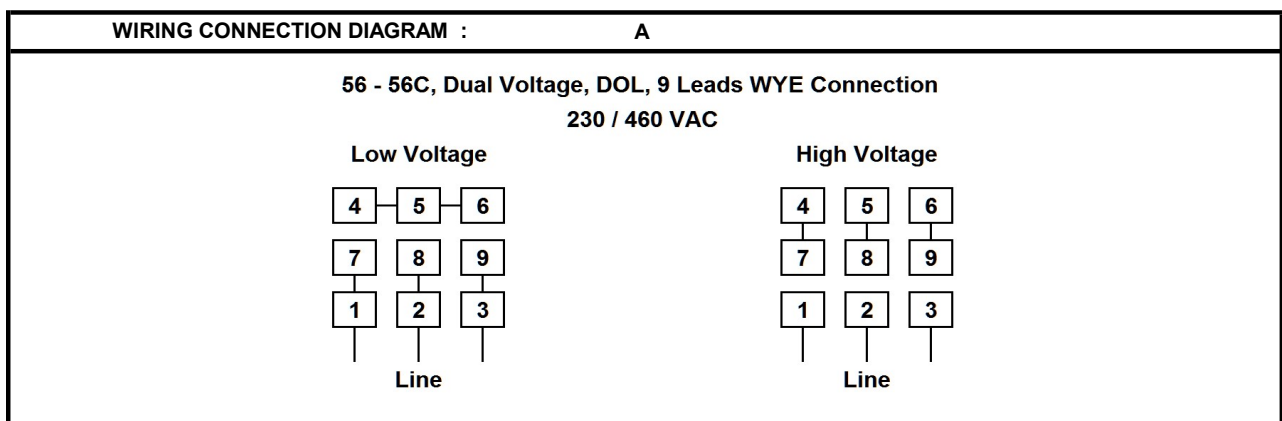 WIRING CONNECTION DIAGRAM : A
56 - 56C, Dual Voltage, DOL, 9 Leads WYE Connection
230 / 460 VAC
Low Voltage High Voltage
4 5 6 4 5 6
7 8 9 7 8 9
1 2 3 1 2 3
Line Line